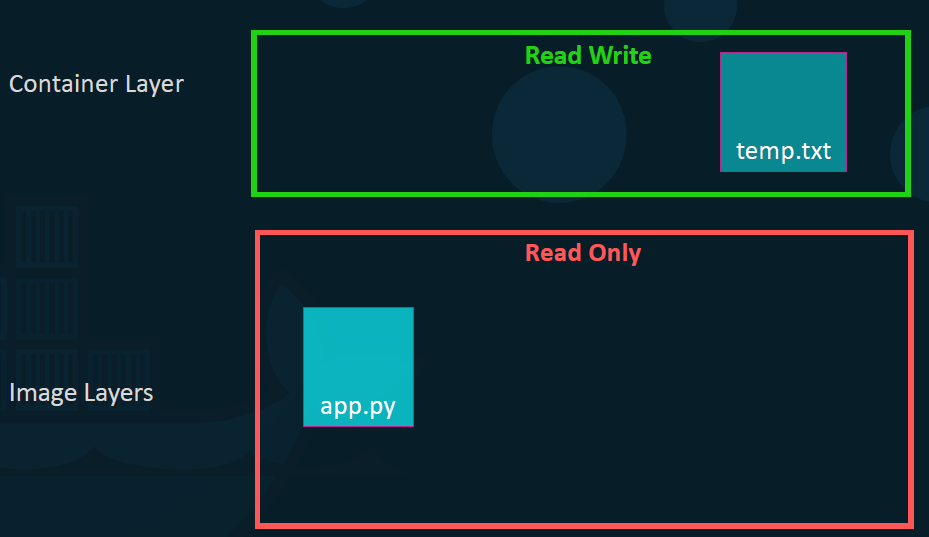 Read Write
Container Layer
temp.txt
Read Only
Image Layers
app.py